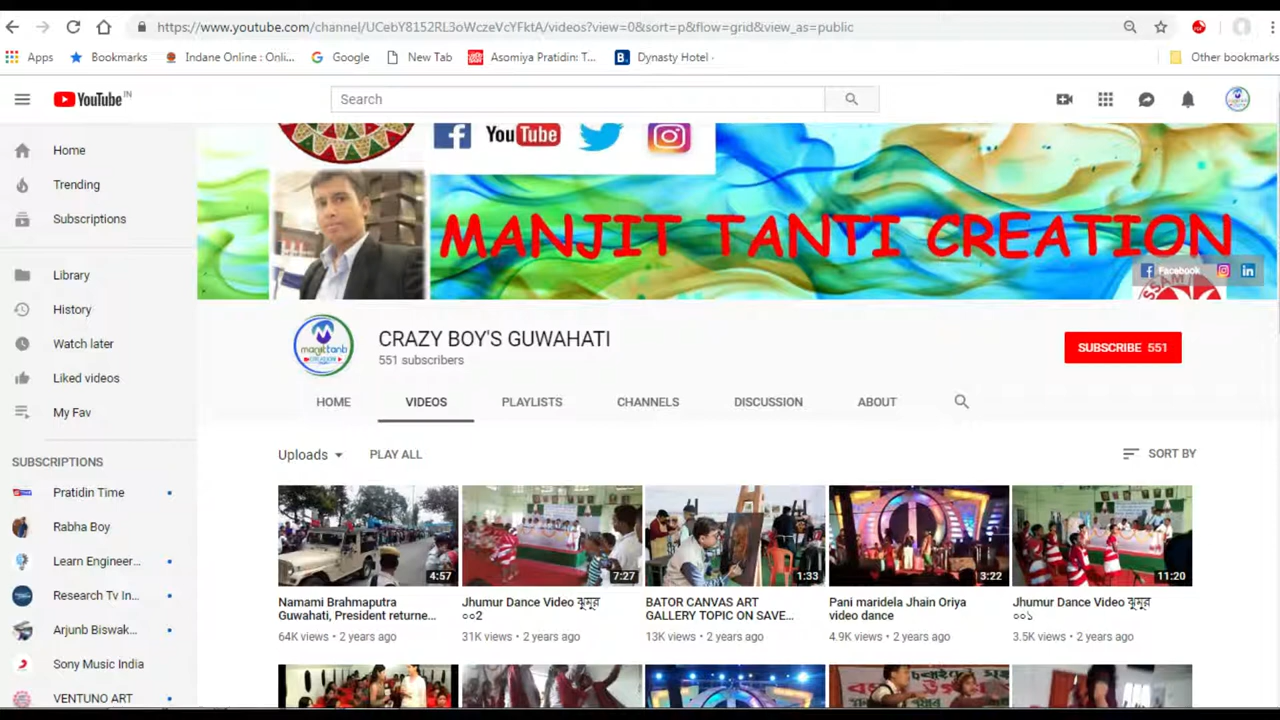 https://www.youtube.com/channel/UCebY8152RL3oWczeVcYFktA/videos?view=0&sort=p&flow=grid&view_as=public
Apps Bookmarks Indane Online : Onli... Google New Tab Asomiya Pratidin: T... Dynasty Hotel - Other bookmarks
YouTube IN
Search
You Tube
MANJIT TANTI CREATION
Facebook
Home
Trending
Subscriptions
Library
History
Watch later
Liked videos
My Fav
SUBSCRIPTIONS
Pratidin Time
Rabha Boy
Learn Engineer...
Research Tv In...
Arjunb Biswak...
Sony Music India
VENTUNO ART
manjit tanti
CREATION
CRAZY BOY'S GUWAHATI
551 subscribers
SUBSCRIBE 551
HOME VIDEOS PLAYLISTS CHANNELS DISCUSSION ABOUT
Uploads PLAY ALL SORT BY
4:57 7:27 1:33 3:22 11:20
Namami Brahmaputra
Guwahati, President returne...
64K views • 2 years ago
Jhumur Dance Video ঝুমুৰ
০০2
31K views • 2 years ago
BATOR CANVAS ART
GALLERY TOPIC ON SAVE...
13K views • 2 years ago
Pani maridela Jhain Oriya
video dance
4.9K views • 2 years ago
Jhumur Dance Video ঝুমুৰ
০০১
3.5K views • 2 years ago